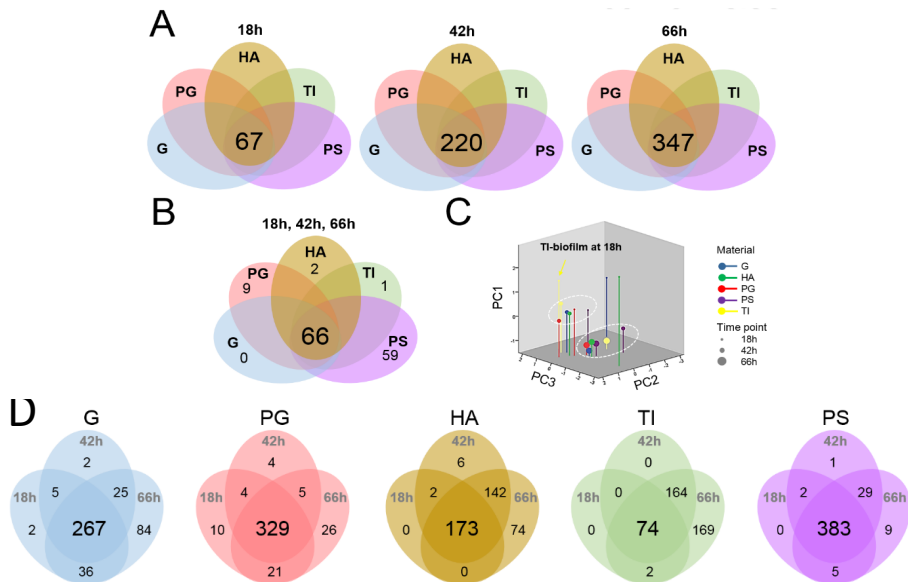 A
18h
HA
PG
TI
G
67
PS
42h
HA
PG
TI
G
220
PS
66h
HA
PG
TI
G
347
PS
B
18h, 42h, 66h
HA
2
PG
9
TI
1
66
G
0
PS
59
C
TI-biofilm at 18h
PC1
PC3
PC2
Material
G
HA
PG
PS
TI
Time point
18h
42h
66h
D
G
42h
2
18h
5
25
66h
2
267
84
36
PG
42h
4
18h
4
5
66h
10
329
26
21
HA
42h
6
18h
2
142
66h
0
173
74
0
TI
42h
0
18h
0
164
66h
0
74
169
2
PS
42h
1
18h
2
29
66h
0
383
9
5